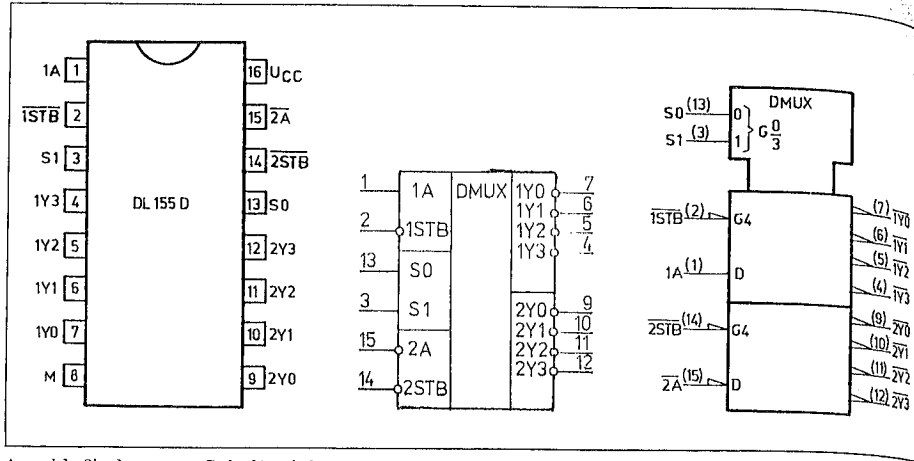 1A 1
1STB 2
S1 3
1Y3 4
1Y2 5
1Y1 6
1Y0 7
M 8
DL 155 D
16 UCC
15 2A
14 2STB
13 S0
12 2Y3
11 2Y2
10 2Y1
9 2Y0
1 1A
2 1STB
13 S0
3 S1
15 2A
14 2STB
DMUX
1Y0 7
1Y1 6
1Y2 5
1Y3 4
2Y0 9
2Y1 10
2Y2 11
2Y3 12
DMUX
S0 (13) 0
S1 (3) 1
G 0/3
1STB (2) G4
1A (1) D
2STB (14) G4
2A (15) D
(7) 1Y0
(6) 1Y1
(5) 1Y2
(4) 1Y3
(9) 2Y0
(10) 2Y1
(11) 2Y2
(12) 2Y3